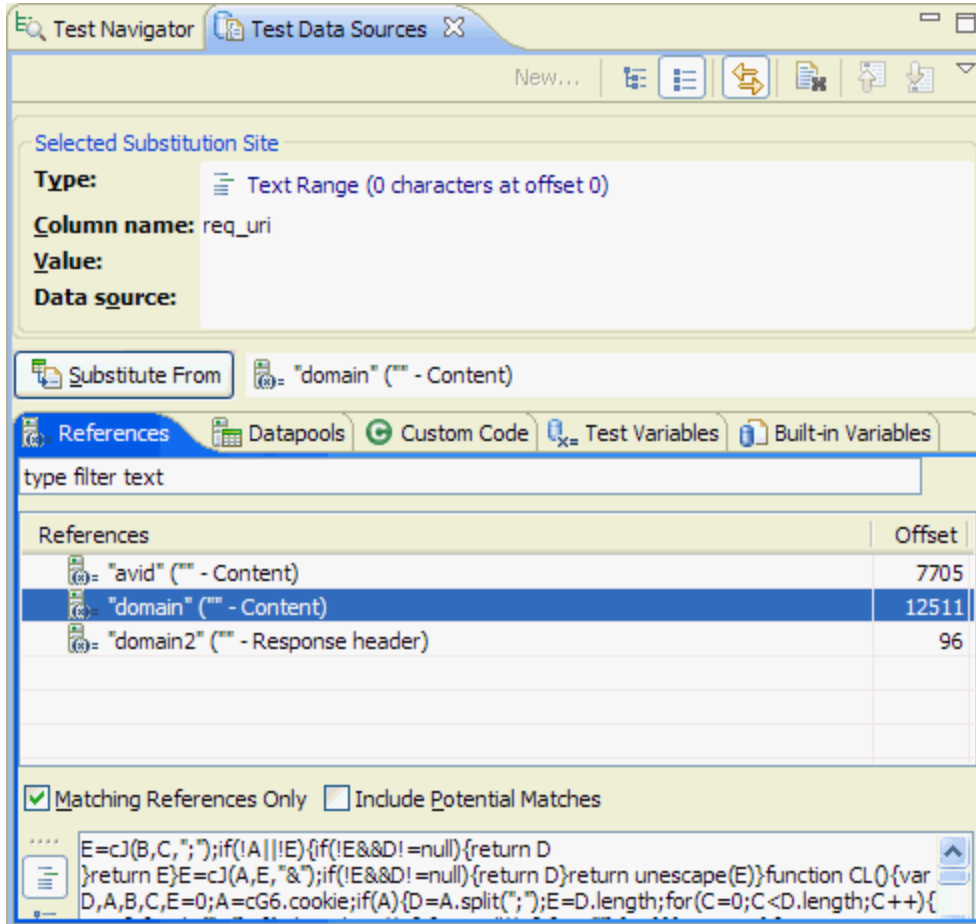 Test Navigator Test Data Sources
New...
Selected Substitution Site
Type: Text Range (0 characters at offset 0)
Column name: req_uri
Value:
Data source:
Substitute From "domain" ("" - Content)
References Datapools Custom Code Test Variables Built-in Variables
type filter text
References Offset
"avid" ("" - Content) 7705
"domain" ("" - Content) 12511
"domain2" ("" - Response header) 96
Matching References Only Include Potential Matches
E=cJ(B,C,";");if(!A||!E){if(!E&&D!=null){return D
}return E}E=cJ(A,E,"&");if(!E&&D!=null){return D}return unescape(E)}function CL(){var
D,A,B,C,E=0;A=cG6.cookie;if(A){D=A.split(";");E=D.length;for(C=0;C<D.length;C++){